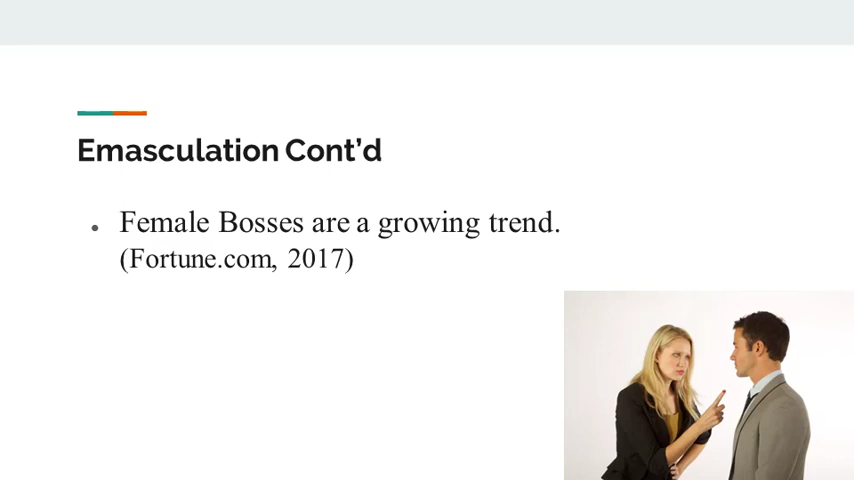 Emasculation Cont’d
Female Bosses are a growing trend.
(Fortune.com, 2017)